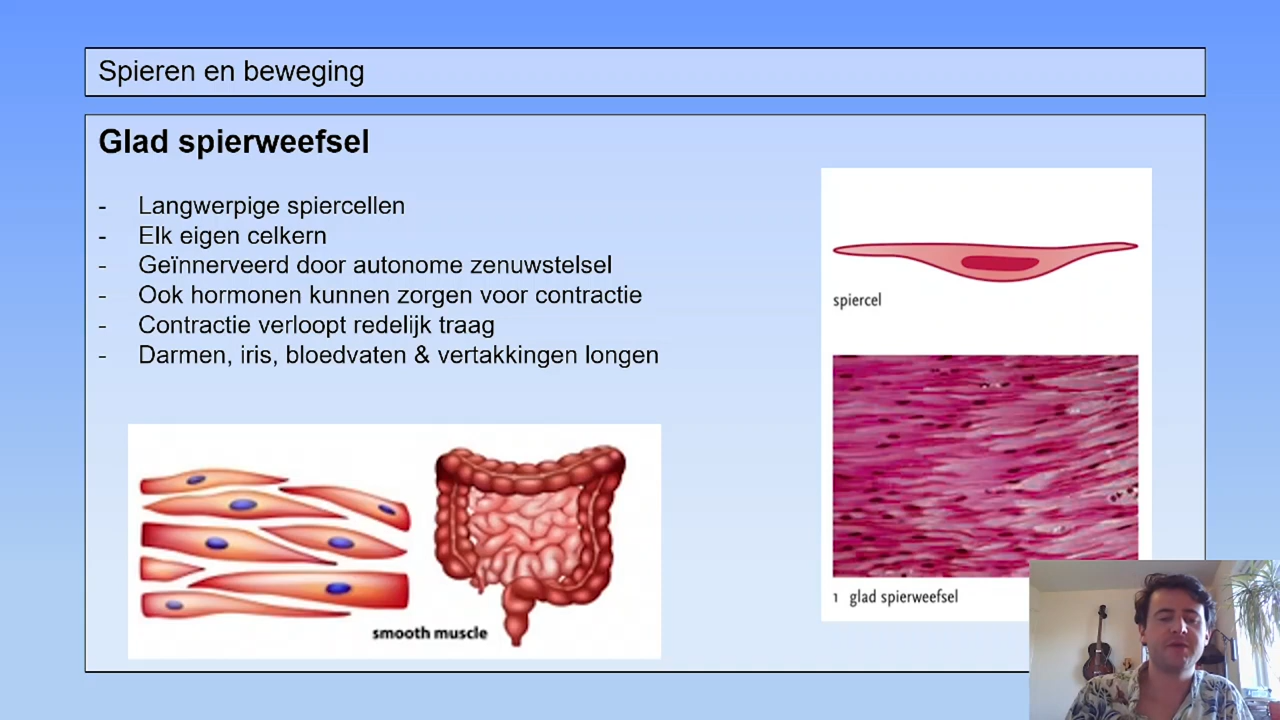 Spieren en beweging
Glad spierweefsel
- Langwerpige spiercellen
- Elk eigen celkern
- Geïnnerveerd door autonome zenuwstelsel
- Ook hormonen kunnen zorgen voor contractie
- Contractie verloopt redelijk traag
- Darmen, iris, bloedvaten & vertakkingen longen
spiercel
smooth muscle
1 glad spierweefsel